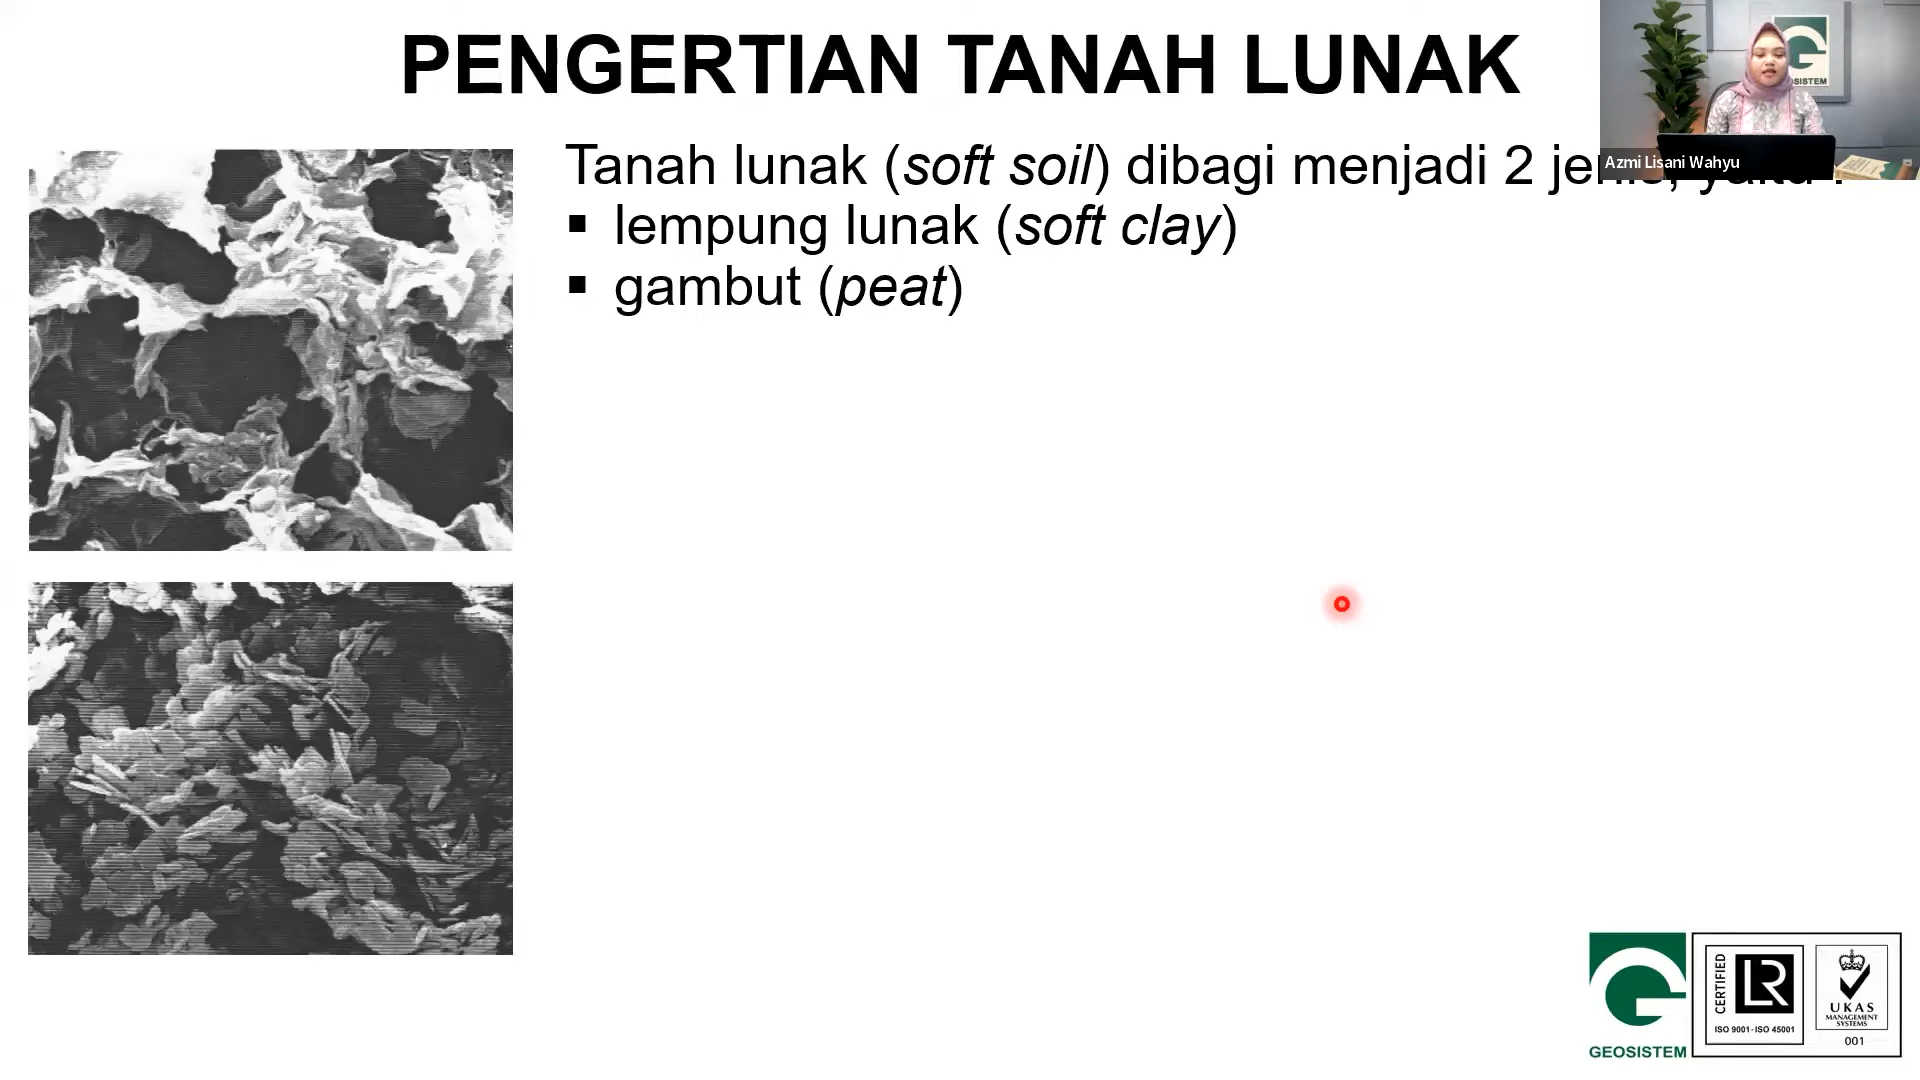 PENGERTIAN TANAH LUNAK
Tanah lunak (soft soil) dibagi menjadi 2
▪ lempung lunak (soft clay)
▪ gambut (peat)
Azmi Lisani Wahyu
GEOSISTEM
CERTIFIED
LR
ISO 9001 · ISO 45001
UKAS
MANAGEMENT
SYSTEMS
001